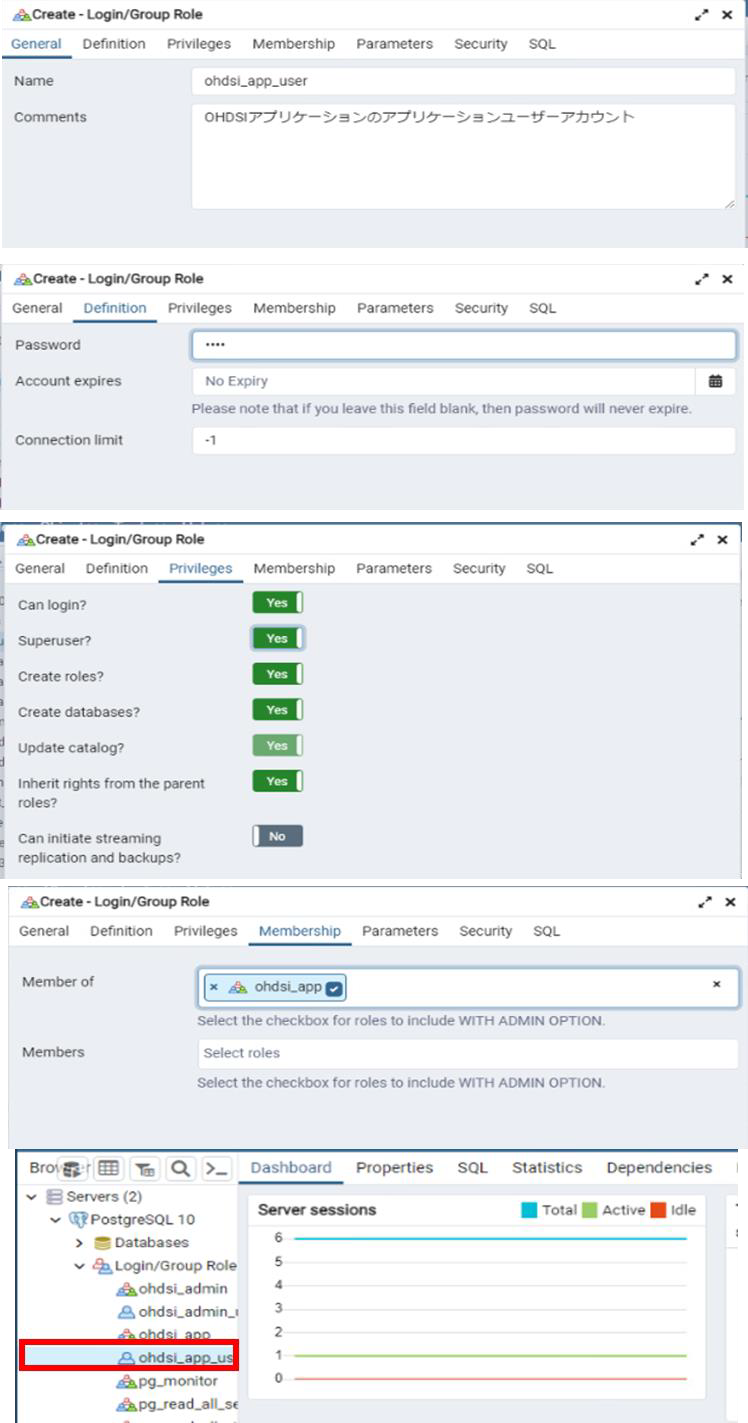 Create - Login/Group Role
General Definition Privileges Membership Parameters Security SQL
Name ohdsi_app_user
Comments OHDSIアプリケーションのアプリケーションユーザーアカウント
Create - Login/Group Role
General Definition Privileges Membership Parameters Security SQL
Password ••••
Account expires No Expiry
Please note that if you leave this field blank, then password will never expire.
Connection limit -1
Create - Login/Group Role
General Definition Privileges Membership Parameters Security SQL
Can login? Yes
Superuser? Yes
Create roles? Yes
Create databases? Yes
Update catalog? Yes
Inherit rights from the parent Yes
roles?
Can initiate streaming No
replication and backups?
Create - Login/Group Role
General Definition Privileges Membership Parameters Security SQL
Member of × ohdsi_app ×
Select the checkbox for roles to include WITH ADMIN OPTION.
Members Select roles
Select the checkbox for roles to include WITH ADMIN OPTION.
Dashboard Properties SQL Statistics Dependencies
Servers (2)
PostgreSQL 10
Databases
Login/Group Role
ohdsi_admin
ohdsi_admin_u
ohdsi_app
ohdsi_app_us
pg_monitor
pg_read_all_se
Server sessions Total Active Idle
6
5
4
3
2
1
0